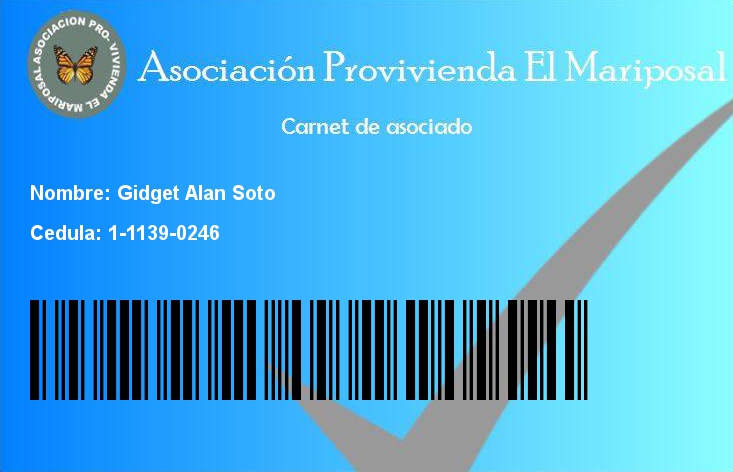 ASOCIACION PRO-VIVIENDA EL MARIPOSAL
Asociación Provivienda El Mariposal
Carnet de asociado
Nombre: Gidget Alan Soto
Cedula: 1-1139-0246